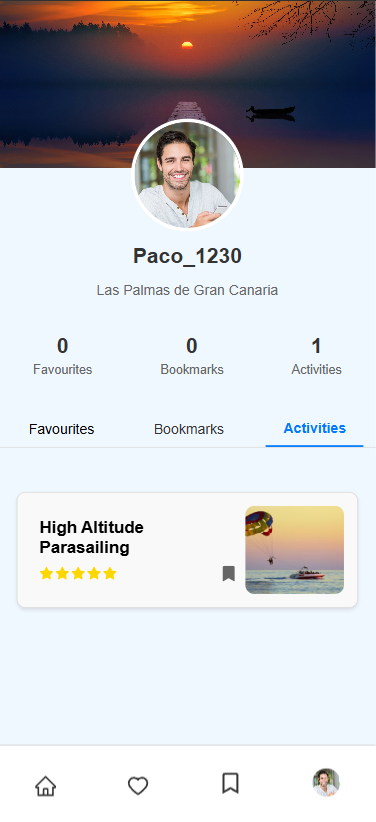 Paco_1230
Las Palmas de Gran Canaria
0 0 1
Favourites Bookmarks Activities
Favourites Bookmarks Activities
High Altitude
Parasailing